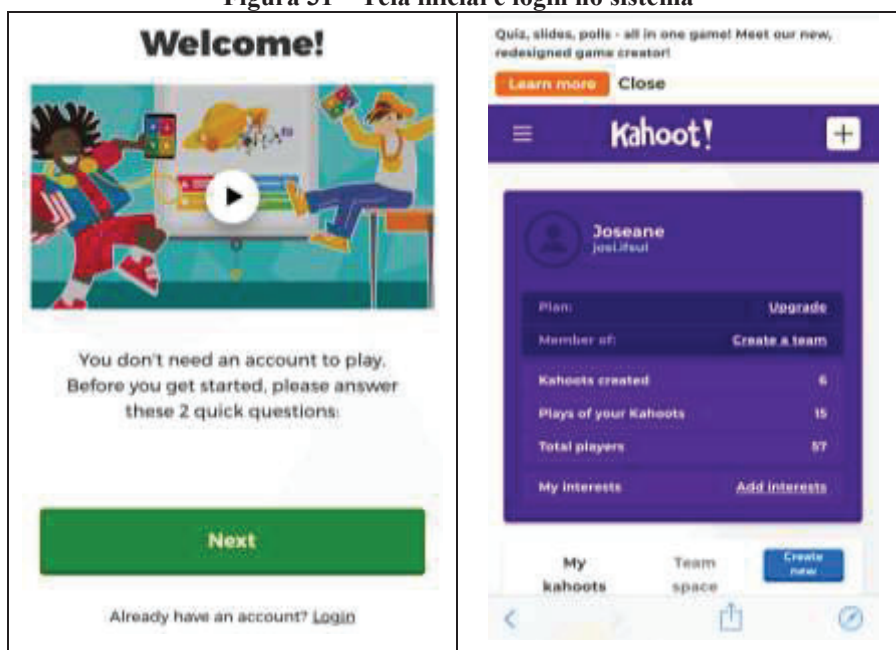 Figura 31 – Tela inicial e login no sistema
Welcome!
You don't need an account to play.
Before you get started, please answer
these 2 quick questions:
Next
Already have an account? Login
Quiz, slides, polls - all in one game! Meet our new,
redesigned game creator!
Learn more Close
Kahoot!
Joseane
josi.ifsul
Plan: Upgrade
Member of: Create a team
Kahoots created 6
Plays of your Kahoots 15
Total players 57
My interests Add interests
My
kahoots
Team
space
Create
new